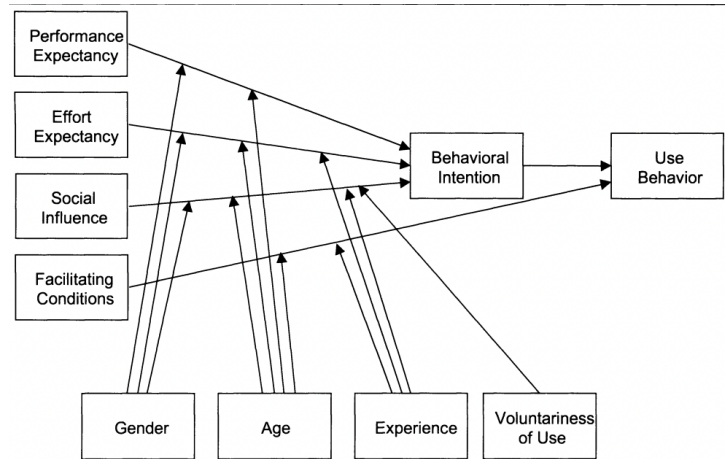 Performance
Expectancy
Effort
Expectancy
Social
Influence
Facilitating
Conditions
Behavioral
Intention
Use
Behavior
Gender
Age
Experience
Voluntariness
of Use